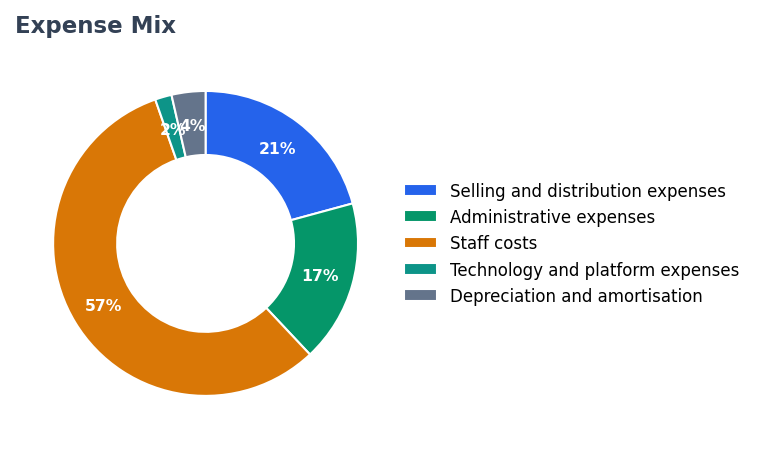 Expense Mix
2%
4%
21%
17%
57%
Selling and distribution expenses
Administrative expenses
Staff costs
Technology and platform expenses
Depreciation and amortisation